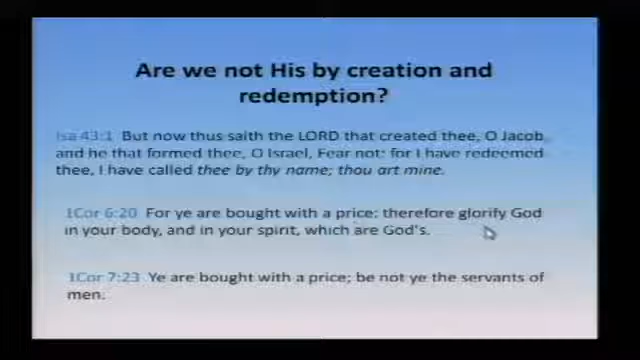 Are we not His by creation and
redemption?
Isa 43:1 But now thus saith the LORD that created thee, O Jacob,
and he that formed thee, O Israel, Fear not: for I have redeemed
thee, I have called thee by thy name; thou art mine.
1Cor 6:20 For ye are bought with a price: therefore glorify God
in your body, and in your spirit, which are God's.
1Cor 7:23 Ye are bought with a price; be not ye the servants of
men.